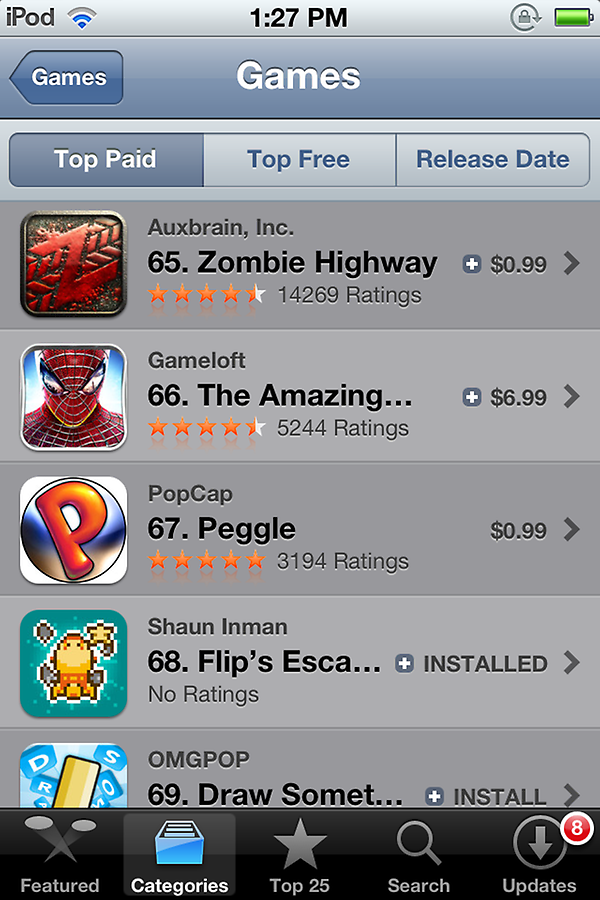 iPod 1:27 PM
Games Games
Top Paid Top Free Release Date
Auxbrain, Inc.
65. Zombie Highway $0.99
14269 Ratings
Gameloft
66. The Amazing... $6.99
5244 Ratings
PopCap
67. Peggle $0.99
3194 Ratings
Shaun Inman
68. Flip's Esca... INSTALLED
No Ratings
OMGPOP
69. Draw Somet... INSTALL
8
Featured Categories Top 25 Search Updates